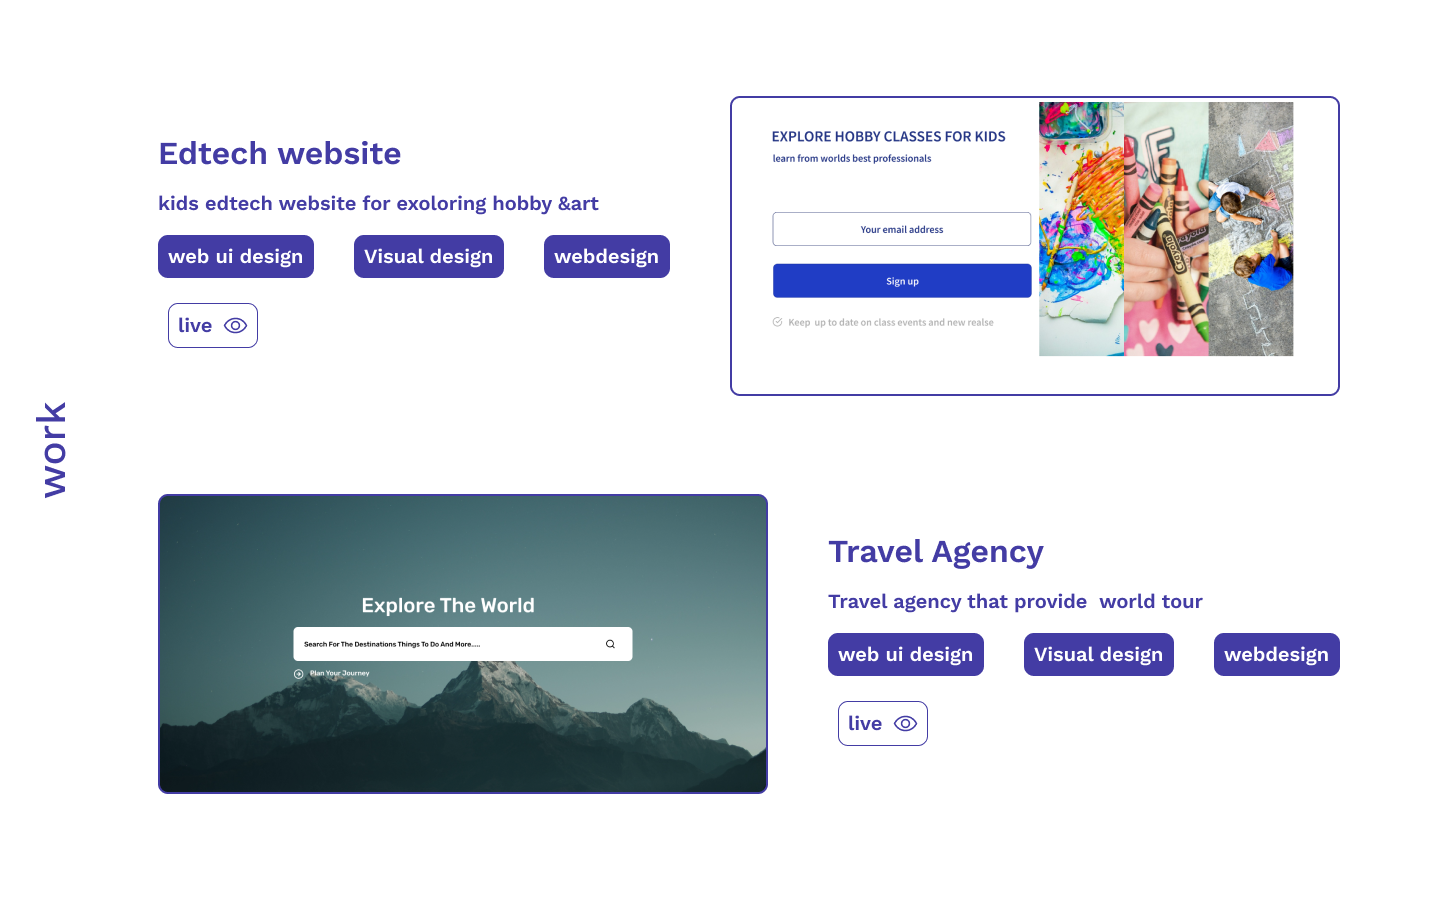 Edtech website
kids edtech website for exoloring hobby &art
web ui design
Visual design
webdesign
live
EXPLORE HOBBY CLASSES FOR KIDS
learn from worlds best professionals
Your email address
Sign up
Keep up to date on class events and new realse
Crayola
work
Explore The World
Search For The Destinations Things To Do And More.....
Plan Your Journey
Travel Agency
Travel agency that provide world tour
web ui design
Visual design
webdesign
live